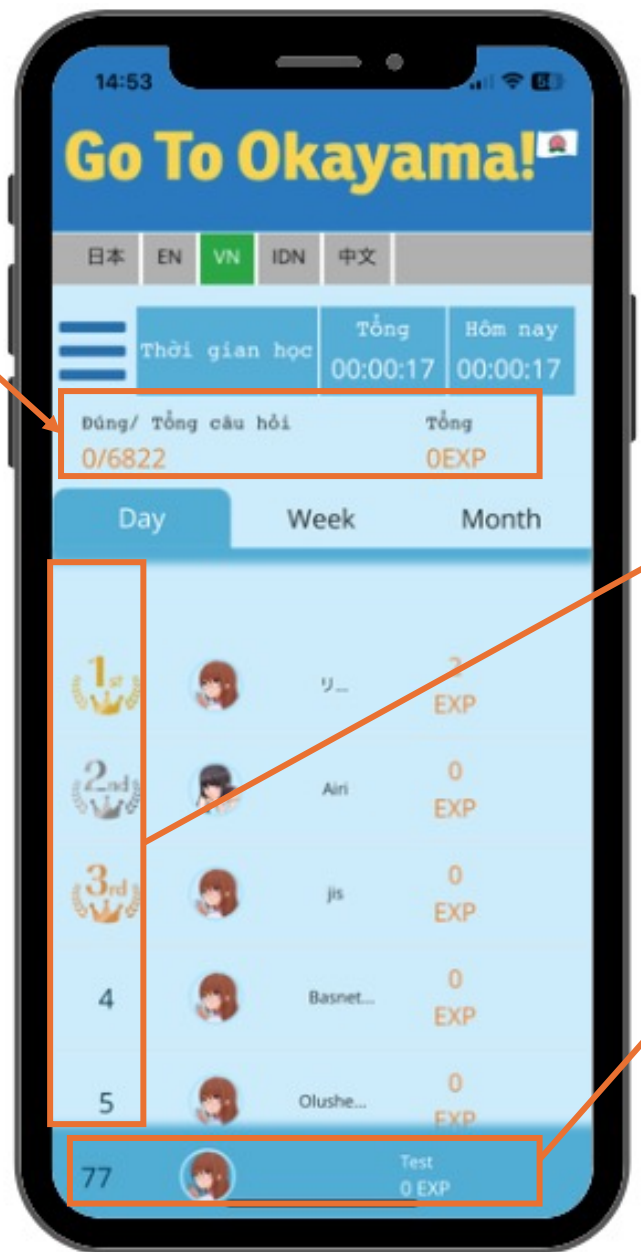 14:53
Go To Okayama!
日本 EN VN IDN 中文
Thời gian học
Tổng
00:00:17
Hôm nay
00:00:17
Đúng/ Tổng câu hỏi
0/6822
Tổng
0EXP
Day Week Month
1st リ... 2 EXP
2nd Airi 0 EXP
3rd jis 0 EXP
4 Basnet... 0 EXP
5 Olushe... 0 EXP
77 Test
0 EXP